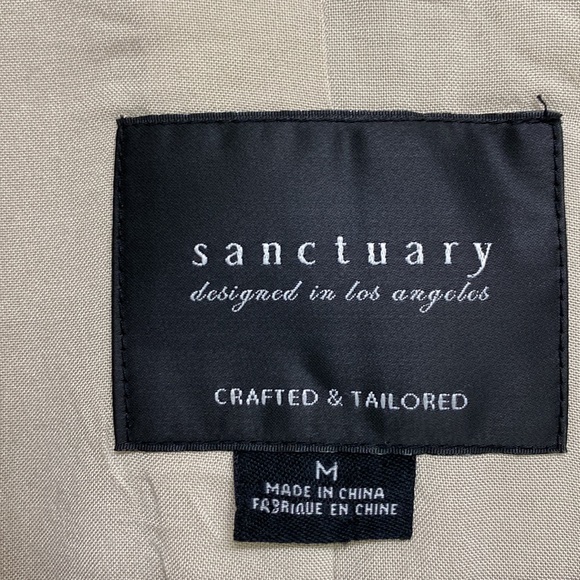 sanctuary
designed in los angeles
CRAFTED & TAILORED
M
MADE IN CHINA
FABRIQUE EN CHINE